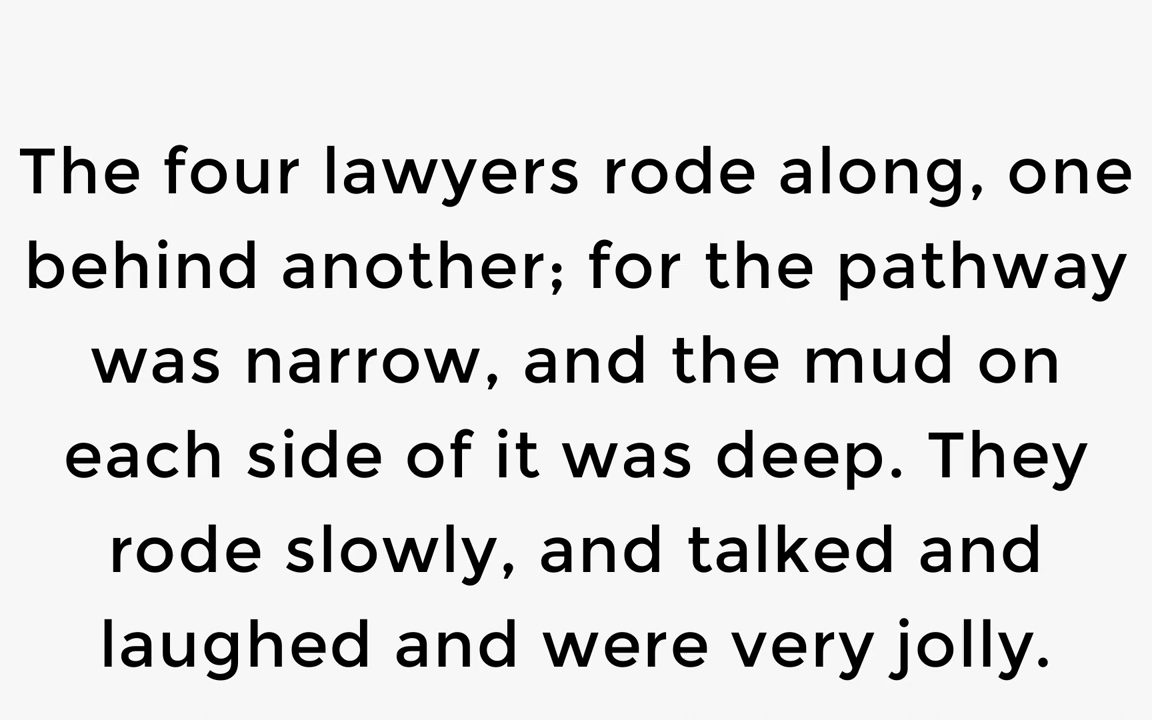 The four lawyers rode along, one
behind another; for the pathway
was narrow, and the mud on
each side of it was deep. They
rode slowly, and talked and
laughed and were very jolly.